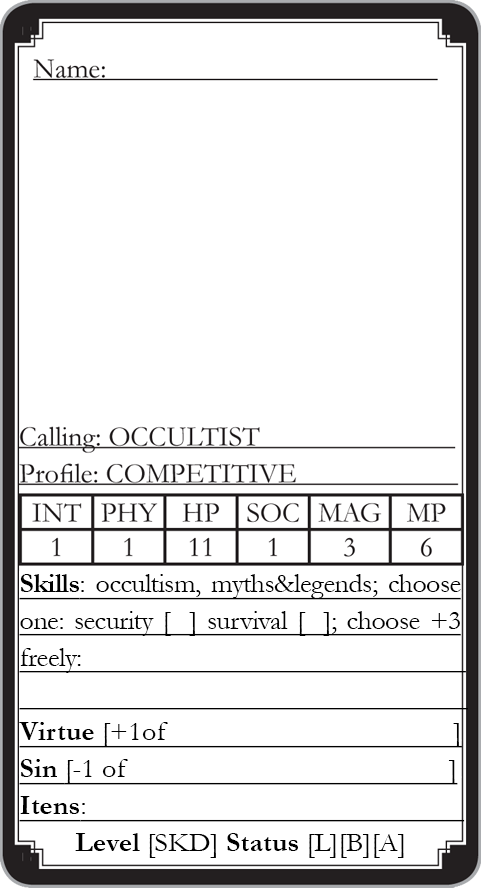 Name:
Calling: OCCULTIST
Profile: COMPETITIVE
INT PHY HP SOC MAG MP
1 1 11 1 3 6
Skills: occultism, myths&legends; choose
one: security [ ] survival [ ]; choose +3
freely:
Virtue [+1of ]
Sin [-1 of ]
Itens:
Level [SKD] Status [L][B][A]